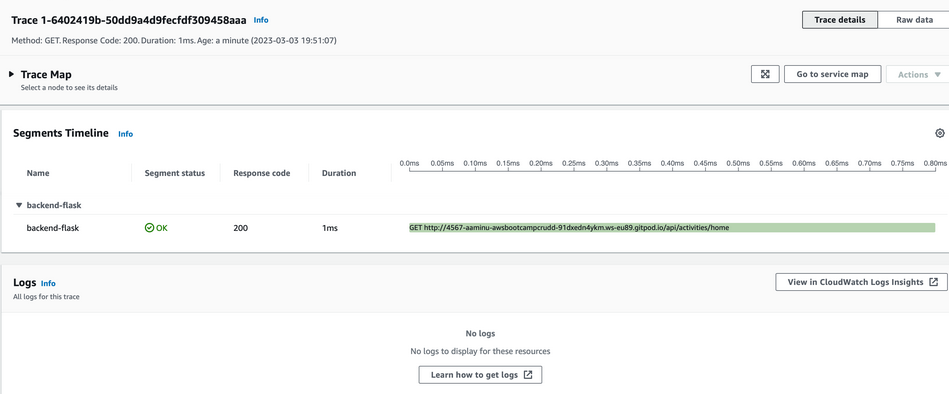 Trace 1-6402419b-50dd9a4d9fecfdf309458aaa Info
Trace details Raw data
Method: GET. Response Code: 200. Duration: 1ms. Age: a minute (2023-03-03 19:51:07)
Trace Map
Select a node to see its details
Go to service map Actions
Segments Timeline Info
0.0ms 0.05ms 0.10ms 0.15ms 0.20ms 0.25ms 0.30ms 0.35ms 0.40ms 0.45ms 0.50ms 0.55ms 0.60ms 0.65ms 0.70ms 0.75ms 0.80ms
Name Segment status Response code Duration
backend-flask
backend-flask OK 200 1ms GET http://4567-aaminu-awsbootcampcrudd-91dxedn4ykm.ws-eu89.gitpod.io/api/activities/home
Logs Info
All logs for this trace
View in CloudWatch Logs Insights
No logs
No logs to display for these resources
Learn how to get logs